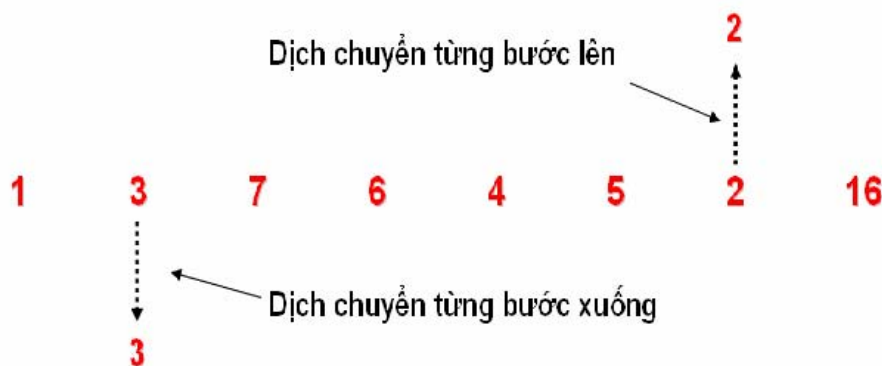 2
Dịch chuyển từng bước lên
1 3 7 6 4 5 2 16
Dịch chuyển từng bước xuống
3